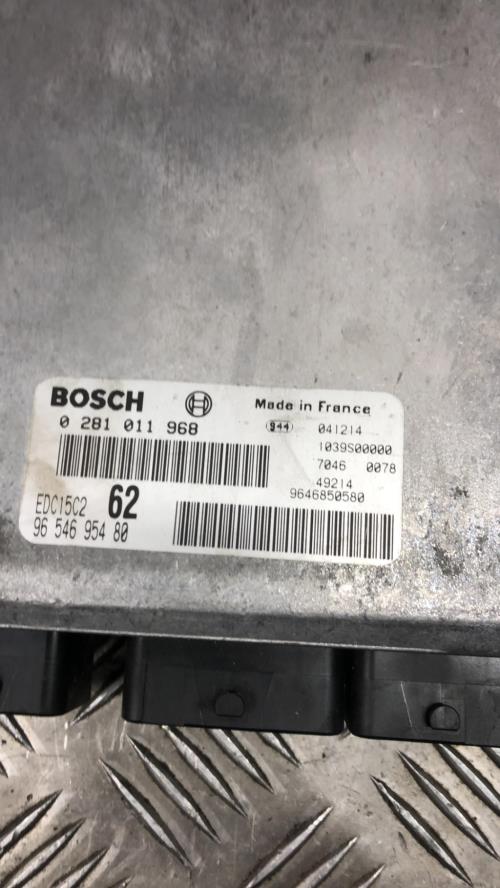 BOSCH
Made in France
0 281 011 968
944 041214
1039S00000
7046 0078
49214
9646850580
EDC15C2 62
96 546 954 80